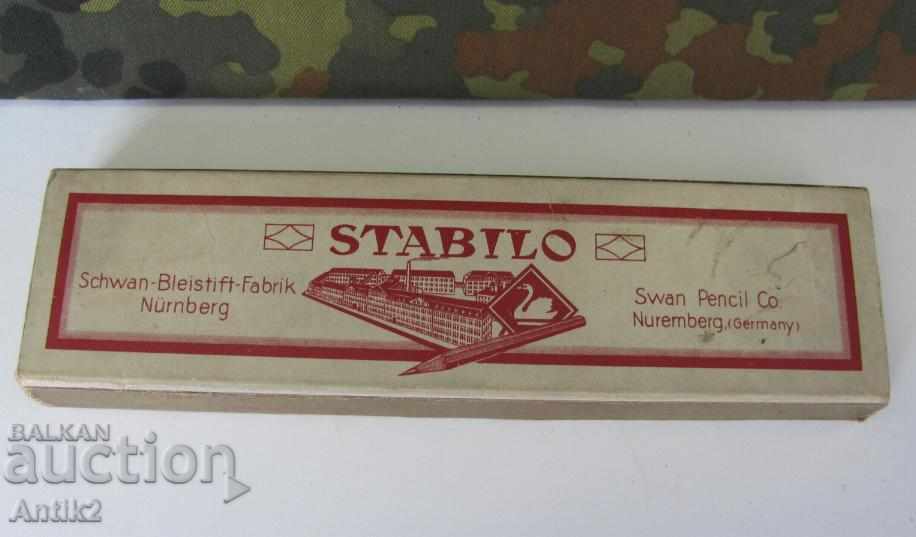 STABILO
Schwan-Bleistift-Fabrik
Nürnberg
Swan Pencil Co.
Nuremberg,(Germany)
BALKAN
auction
Antik2